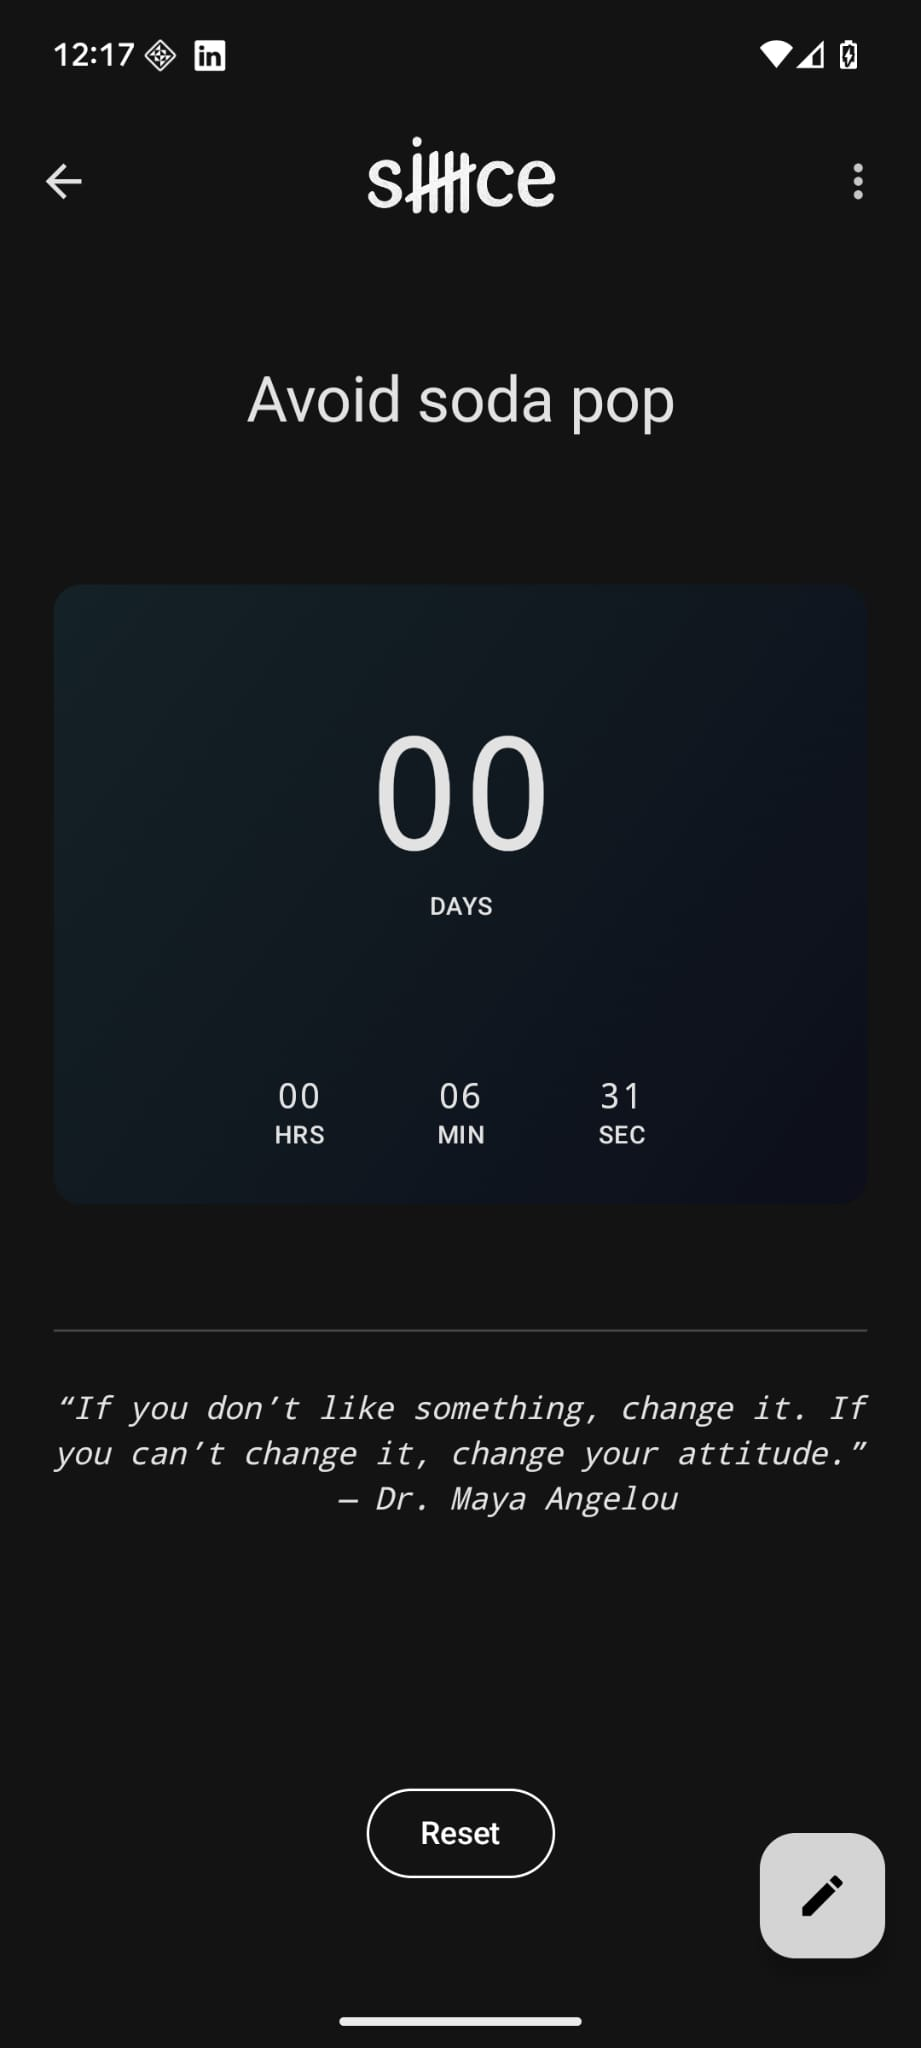 12:17
since
Avoid soda pop
00
DAYS
00 06 31
HRS MIN SEC
“If you don’t like something, change it. If
you can’t change it, change your attitude.”
— Dr. Maya Angelou
Reset